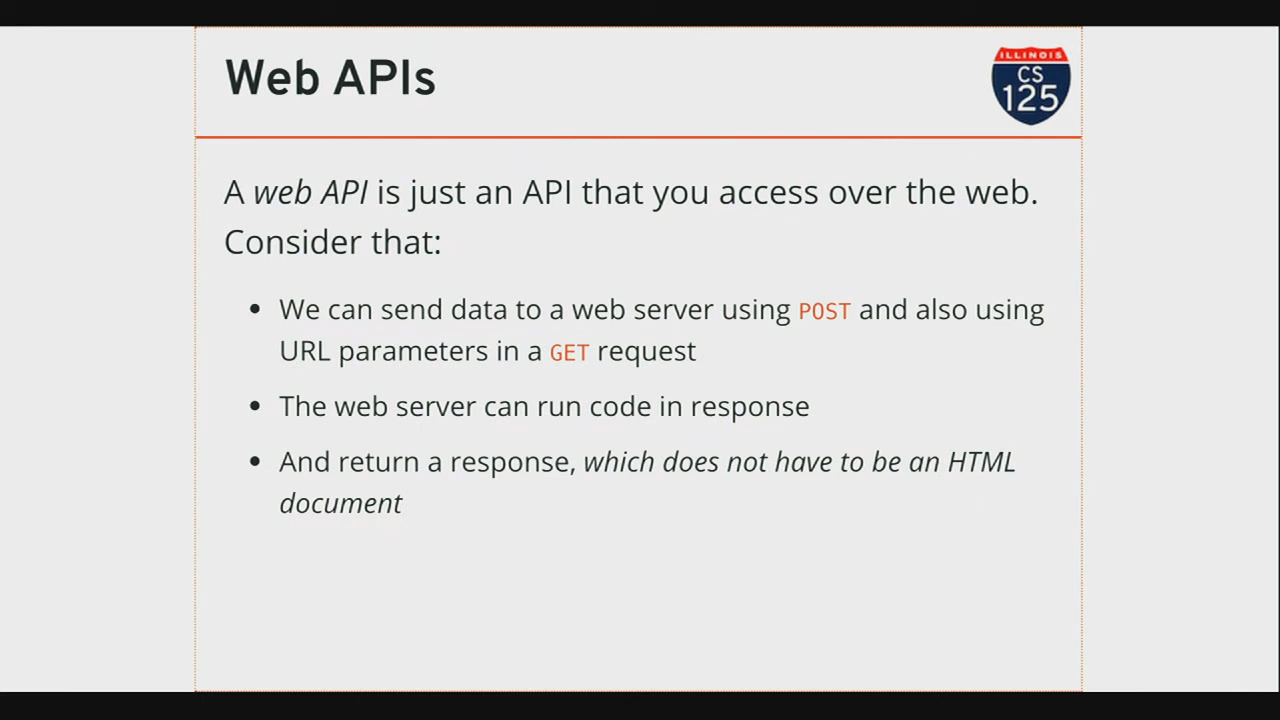 Web APIs
ILLINOIS
CS
125
A web API is just an API that you access over the web.
Consider that:
• We can send data to a web server using POST and also using
URL parameters in a GET request
• The web server can run code in response
• And return a response, which does not have to be an HTML
document